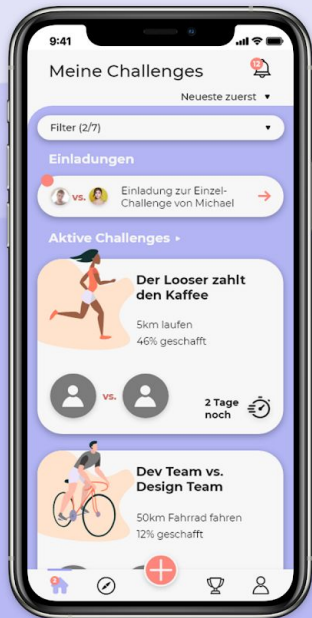 9:41
Meine Challenges
12
Neueste zuerst
Filter (2/7)
Einladungen
vs.
Einladung zur Einzel-
Challenge von Michael
Aktive Challenges
Der Looser zahlt
den Kaffee
5km laufen
46% geschafft
vs.
2 Tage
noch
Dev Team vs.
Design Team
50km Fahrrad fahren
12% geschafft
2